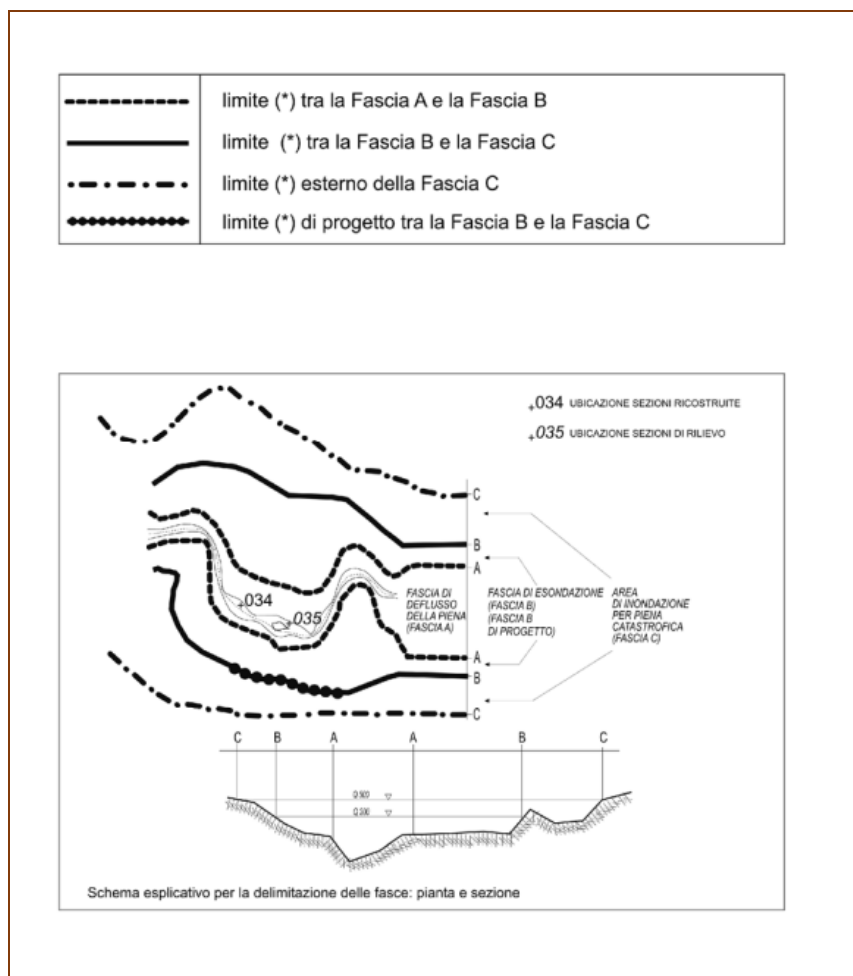 limite (*) tra la Fascia A e la Fascia B
limite (*) tra la Fascia B e la Fascia C
limite (*) esterno della Fascia C
limite (*) di progetto tra la Fascia B e la Fascia C
+034 UBICAZIONE SEZIONI RICOSTRUITE
+035 UBICAZIONE SEZIONI DI RILIEVO
C
B
A
+034
+035
FASCIA DI
DEFLUSSO
DELLA PIENA
(FASCIA A)
FASCIA DI ESONDAZIONE
(FASCIA B)
(FASCIA B
DI PROGETTO)
AREA
DI INONDAZIONE
PER PIENA
CATASTROFICA
(FASCIA C)
A
B
C
C B A A B C
Q 500
Q 200
Schema esplicativo per la delimitazione delle fasce: pianta e sezione